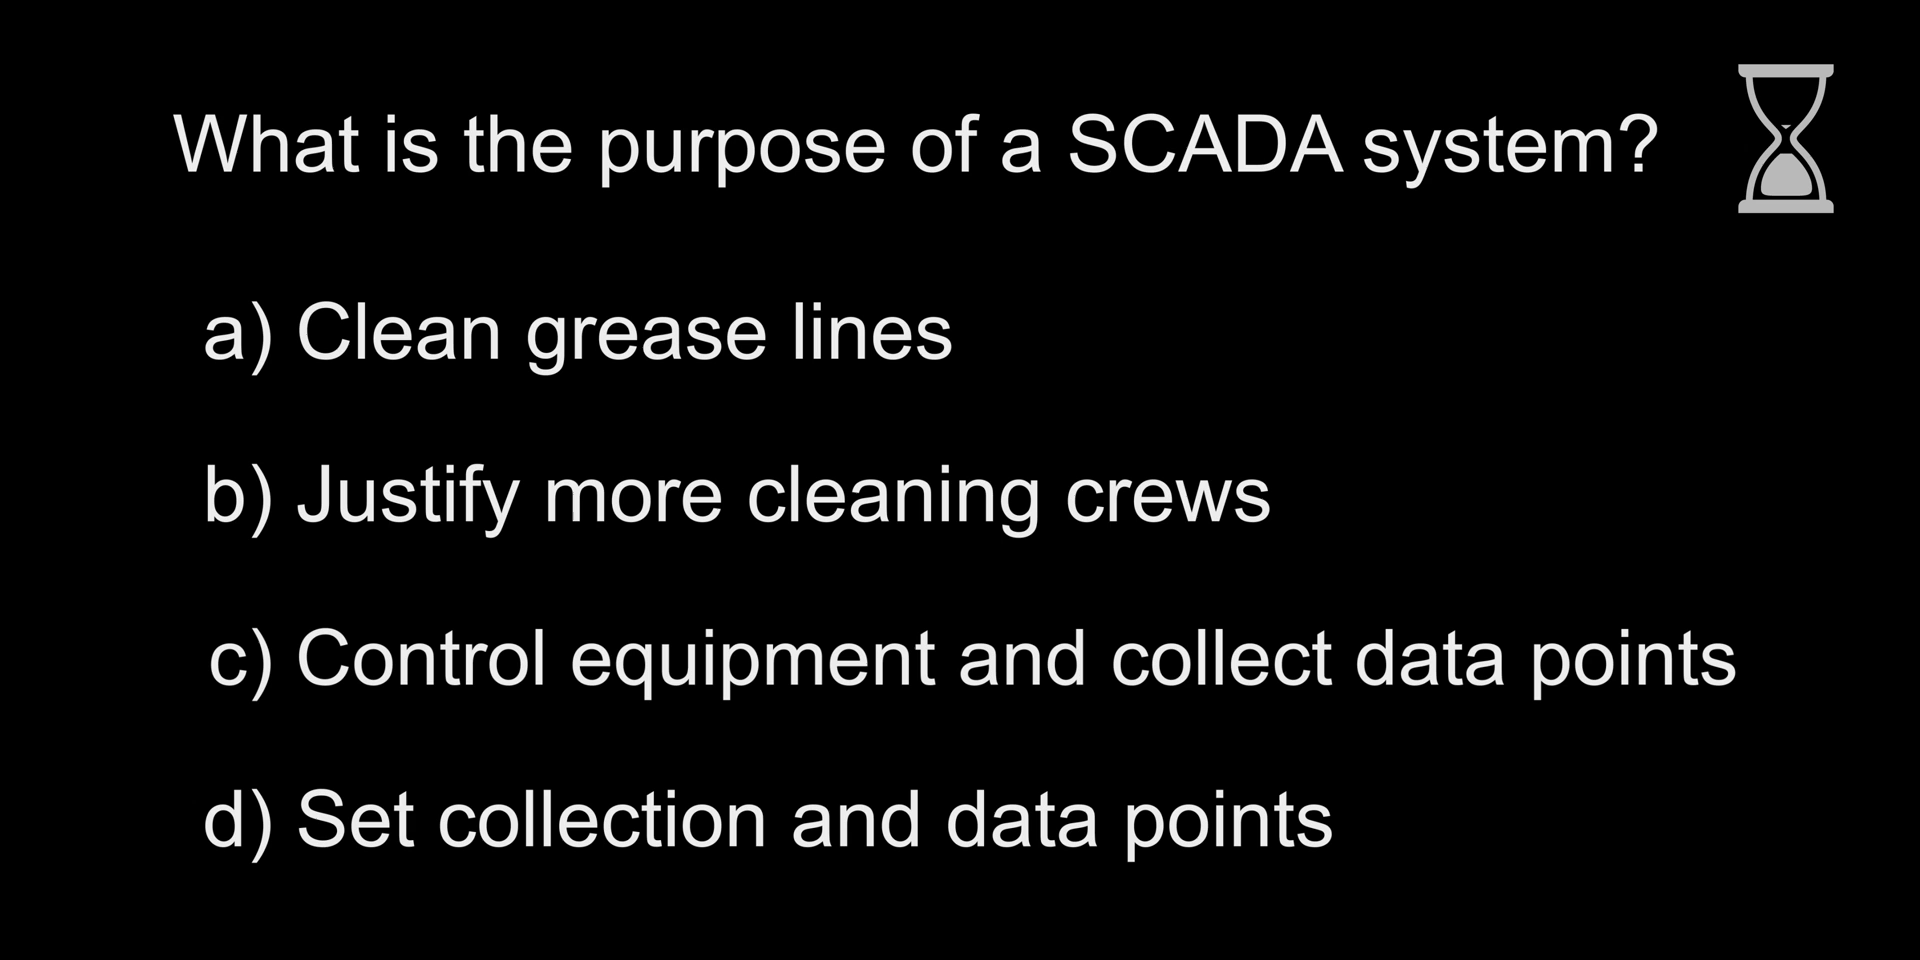 What is the purpose of a SCADA system?
a) Clean grease lines
b) Justify more cleaning crews
c) Control equipment and collect data points
d) Set collection and data points